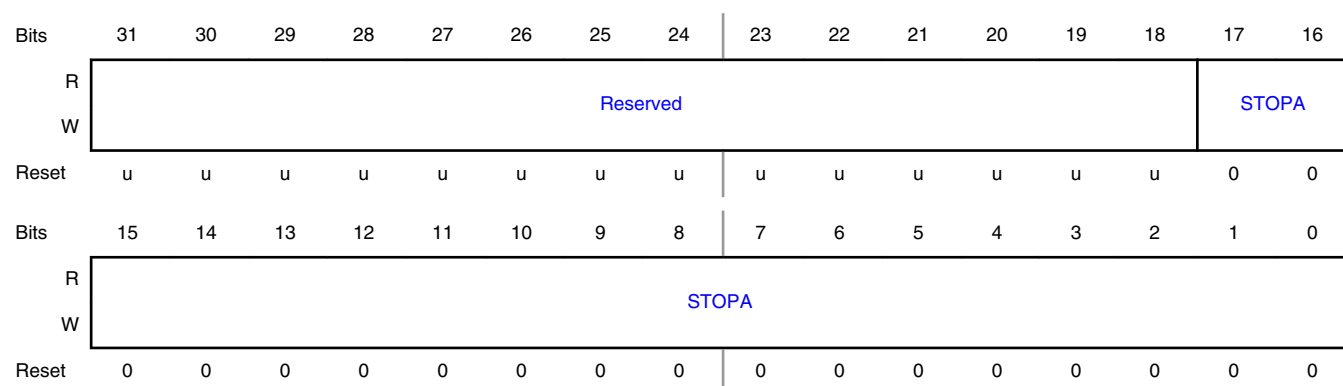 Bits 31 30 29 28 27 26 25 24 23 22 21 20 19 18 17 16
R
Reserved STOPA
W
Reset u u u u u u u u u u u u u u 0 0
Bits 15 14 13 12 11 10 9 8 7 6 5 4 3 2 1 0
R
STOPA
W
Reset 0 0 0 0 0 0 0 0 0 0 0 0 0 0 0 0